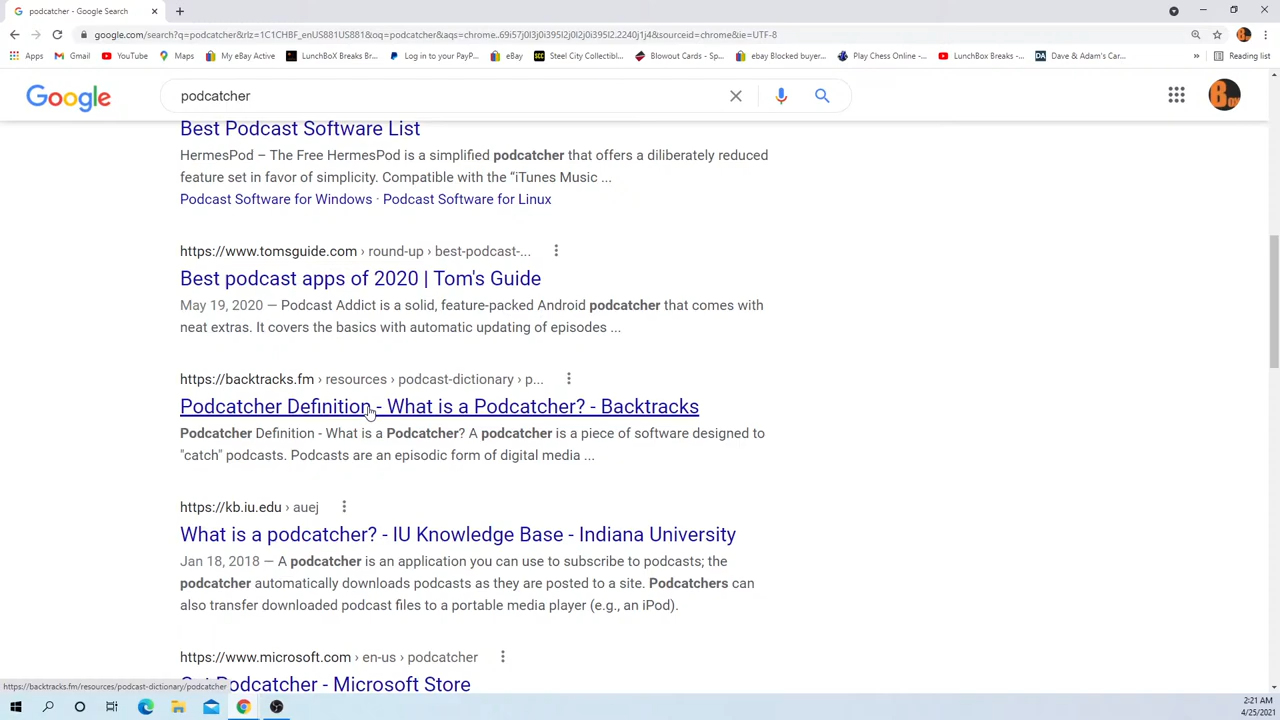 podcatcher - Google Search
google.com/search?q=podcatcher&rlz=1C1CHBF_enUS881US881&oq=podcatcher&aqs=chrome..69i57j0l3j0i395l2j0j0i395l2.2240j1j4&sourceid=chrome&ie=UTF-8
Apps Gmail YouTube Maps My eBay Active LunchBoX Breaks Br... Log in to your PayP... eBay Steel City Collectibl... Blowout Cards - Sp... ebay Blocked buyer... Play Chess Online -... LunchBox Breaks -... DA Dave & Adam's Car... » Reading list
Google podcatcher
Best Podcast Software List
HermesPod – The Free HermesPod is a simplified podcatcher that offers a deliberately reduced
feature set in favor of simplicity. Compatible with the “iTunes Music ...
Podcast Software for Windows · Podcast Software for Linux
https://www.tomsguide.com › round-up › best-podcast-...
Best podcast apps of 2020 | Tom's Guide
May 19, 2020 — Podcast Addict is a solid, feature-packed Android podcatcher that comes with
neat extras. It covers the basics with automatic updating of episodes ...
https://backtracks.fm › resources › podcast-dictionary › p...
Podcatcher Definition - What is a Podcatcher? - Backtracks
Podcatcher Definition - What is a Podcatcher? A podcatcher is a piece of software designed to
"catch" podcasts. Podcasts are an episodic form of digital media ...
https://kb.iu.edu › auej
What is a podcatcher? - IU Knowledge Base - Indiana University
Jan 18, 2018 — A podcatcher is an application you can use to subscribe to podcasts; the
podcatcher automatically downloads podcasts as they are posted to a site. Podcatchers can
also transfer downloaded podcast files to a portable media player (e.g., an iPod).
https://www.microsoft.com › en-us › podcatcher
Get Podcatcher - Microsoft Store
https://backtracks.fm/resources/podcast-dictionary/podcatcher
2:21 AM
4/25/2021